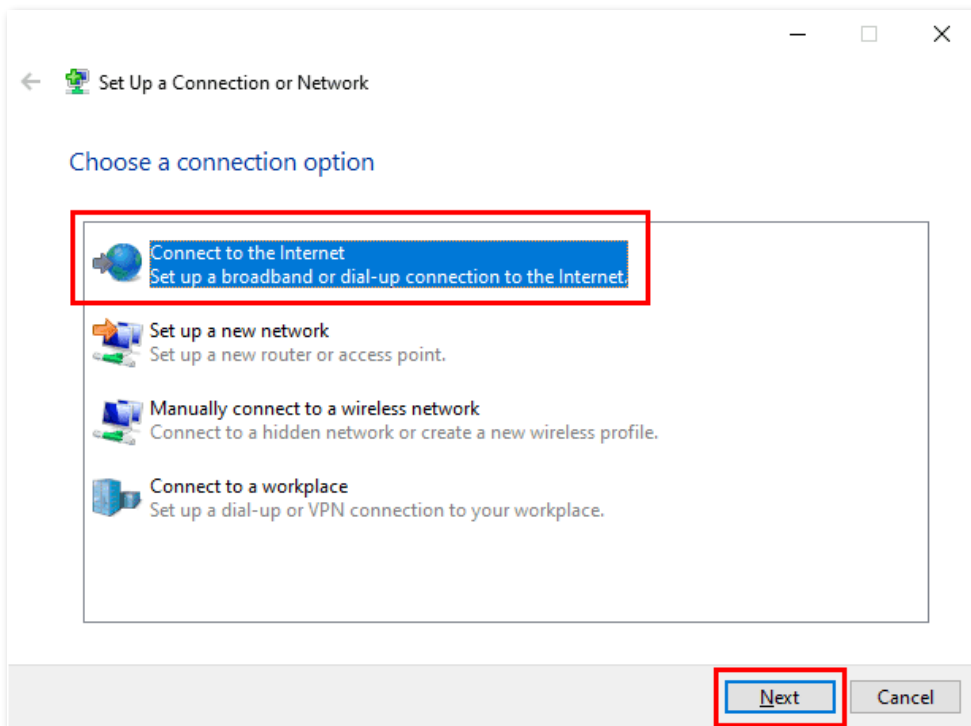 Set Up a Connection or Network
Choose a connection option
Connect to the Internet
Set up a broadband or dial-up connection to the Internet.
Set up a new network
Set up a new router or access point.
Manually connect to a wireless network
Connect to a hidden network or create a new wireless profile.
Connect to a workplace
Set up a dial-up or VPN connection to your workplace.
Next
Cancel